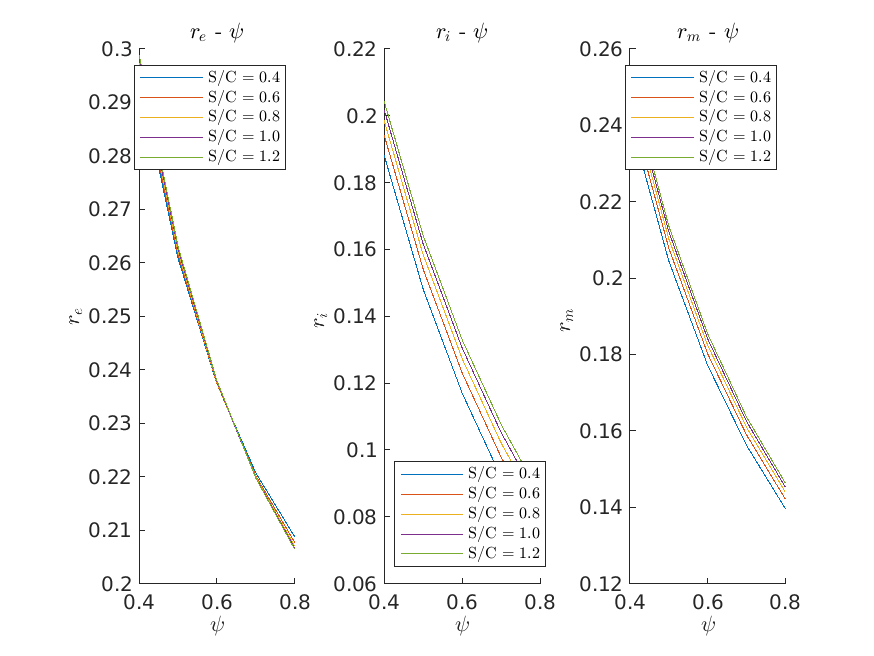 r_e - ψ
0.3
0.29
0.28
0.27
0.26
0.25
0.24
0.23
0.22
0.21
0.2
r_e
0.4
0.6
0.8
ψ
S/C = 0.4
S/C = 0.6
S/C = 0.8
S/C = 1.0
S/C = 1.2
r_i - ψ
0.22
0.2
0.18
0.16
0.14
0.12
0.1
0.08
0.06
r_i
0.4
0.6
0.8
ψ
S/C = 0.4
S/C = 0.6
S/C = 0.8
S/C = 1.0
S/C = 1.2
r_m - ψ
0.26
0.24
0.22
0.2
0.18
0.16
0.14
0.12
r_m
0.4
0.6
0.8
ψ
S/C = 0.4
S/C = 0.6
S/C = 0.8
S/C = 1.0
S/C = 1.2